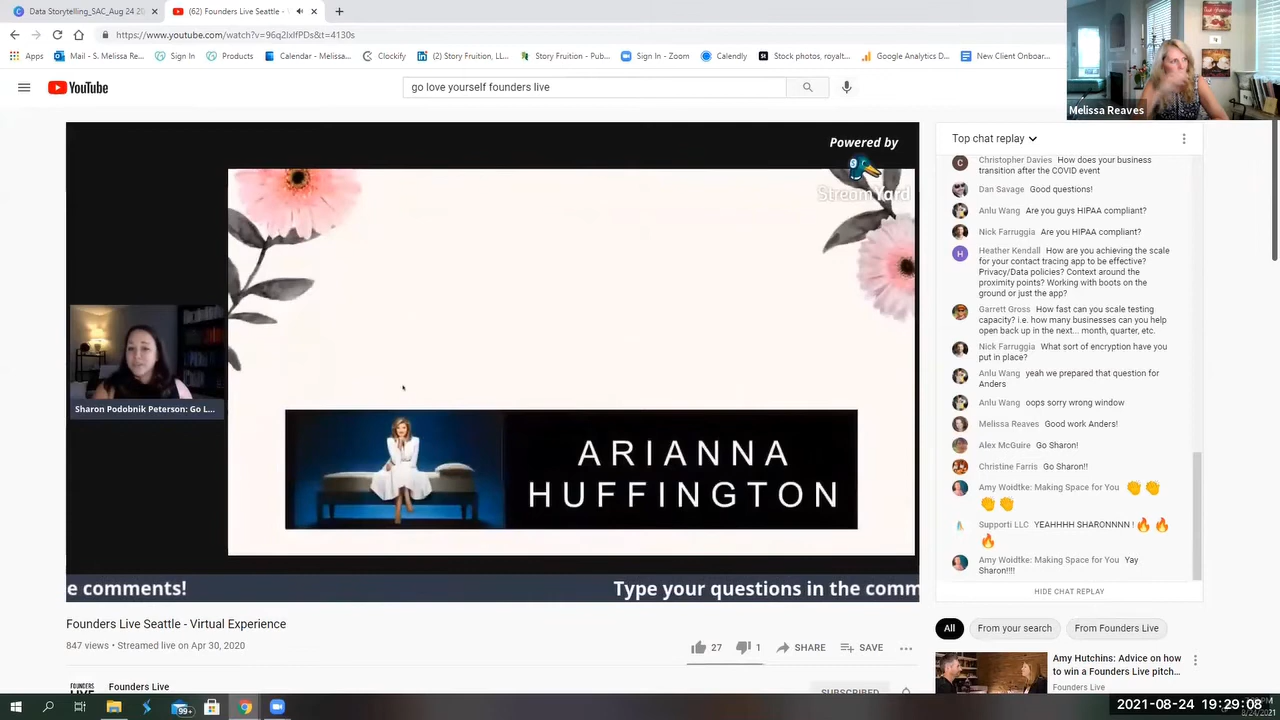 Data Storytelling_SAC_Aug 24 20
(62) Founders Live Seattle -
https://www.youtube.com/watch?v=96q2IxlfPDs&t=4130s
Apps
Mail - S. Melissa Re...
Sign In
Products
Calendar - Melissa...
Clockify
(2) Story Fruition, LL...
- Pub...
Sign In - Zoom
Calendly
Stock photos, royalt...
Google Analytics D...
New Client Onboar...
Melissa Reaves
YouTube
go love yourself founders live
Powered by
StreamYard
Sharon Podobnik Peterson: Go L...
ARIANNA
HUFFINGTON
e comments!
Type your questions in the comm
Top chat replay
Christopher Davies How does your business
transition after the COVID event
Dan Savage Good questions!
Anlu Wang Are you guys HIPAA compliant?
Nick Farruggia Are you HIPAA compliant?
Heather Kendall How are you achieving the scale
for your contact tracing app to be effective?
Privacy/Data policies? Context around the
proximity points? Working with boots on the
ground or just the app?
Garrett Gross How fast can you scale testing
capacity? i.e. how many businesses can you help
open back up in the next... month, quarter, etc.
Nick Farruggia What sort of encryption have you
put in place?
Anlu Wang yeah we prepared that question for
Anders
Anlu Wang oops sorry wrong window
Melissa Reaves Good work Anders!
Alex McGuire Go Sharon!
Christine Farris Go Sharon!!
Amy Woidtke: Making Space for You 👏👏
👏👏
Supporti LLC YEAHHHH SHARONNNN ! 🔥🔥
🔥
Amy Woidtke: Making Space for You Yay
Sharon!!!!
HIDE CHAT REPLAY
Founders Live Seattle - Virtual Experience
847 views • Streamed live on Apr 30, 2020
27
1
SHARE
SAVE
All
From your search
From Founders Live
Amy Hutchins: Advice on how
to win a Founders Live pitch...
Founders Live
FOUNDERS
Founders Live
SUBSCRIBED
2021-08-24 19:29:08
8/24/2021